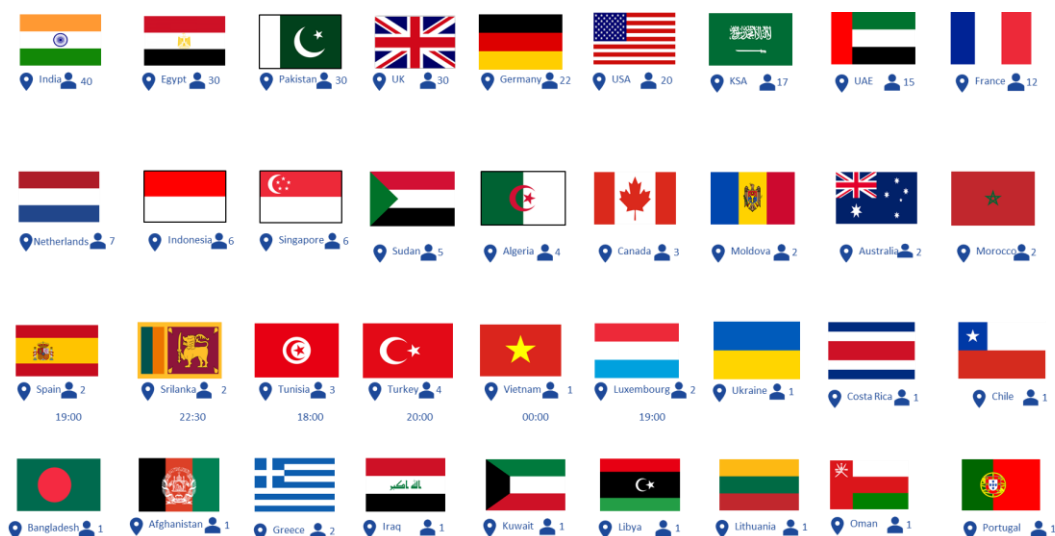 India 40 Egypt 30 Pakistan 30 UK 30 Germany 22 USA 20 KSA 17 UAE 15 France 12
Netherlands 7 Indonesia 6 Singapore 6 Sudan 5 Algeria 4 Canada 3 Moldova 2 Australia 2 Morocco 2
Spain 2 Srilanka 2 Tunisia 3 Turkey 4 Vietnam 1 Luxembourg 2 Ukraine 1 Costa Rica 1 Chile 1
19:00 22:30 18:00 20:00 00:00 19:00
الله اكبر
Bangladesh 1 Afghanistan 1 Greece 2 Iraq 1 Kuwait 1 Libya 1 Lithuania 1 Oman 1 Portugal 1